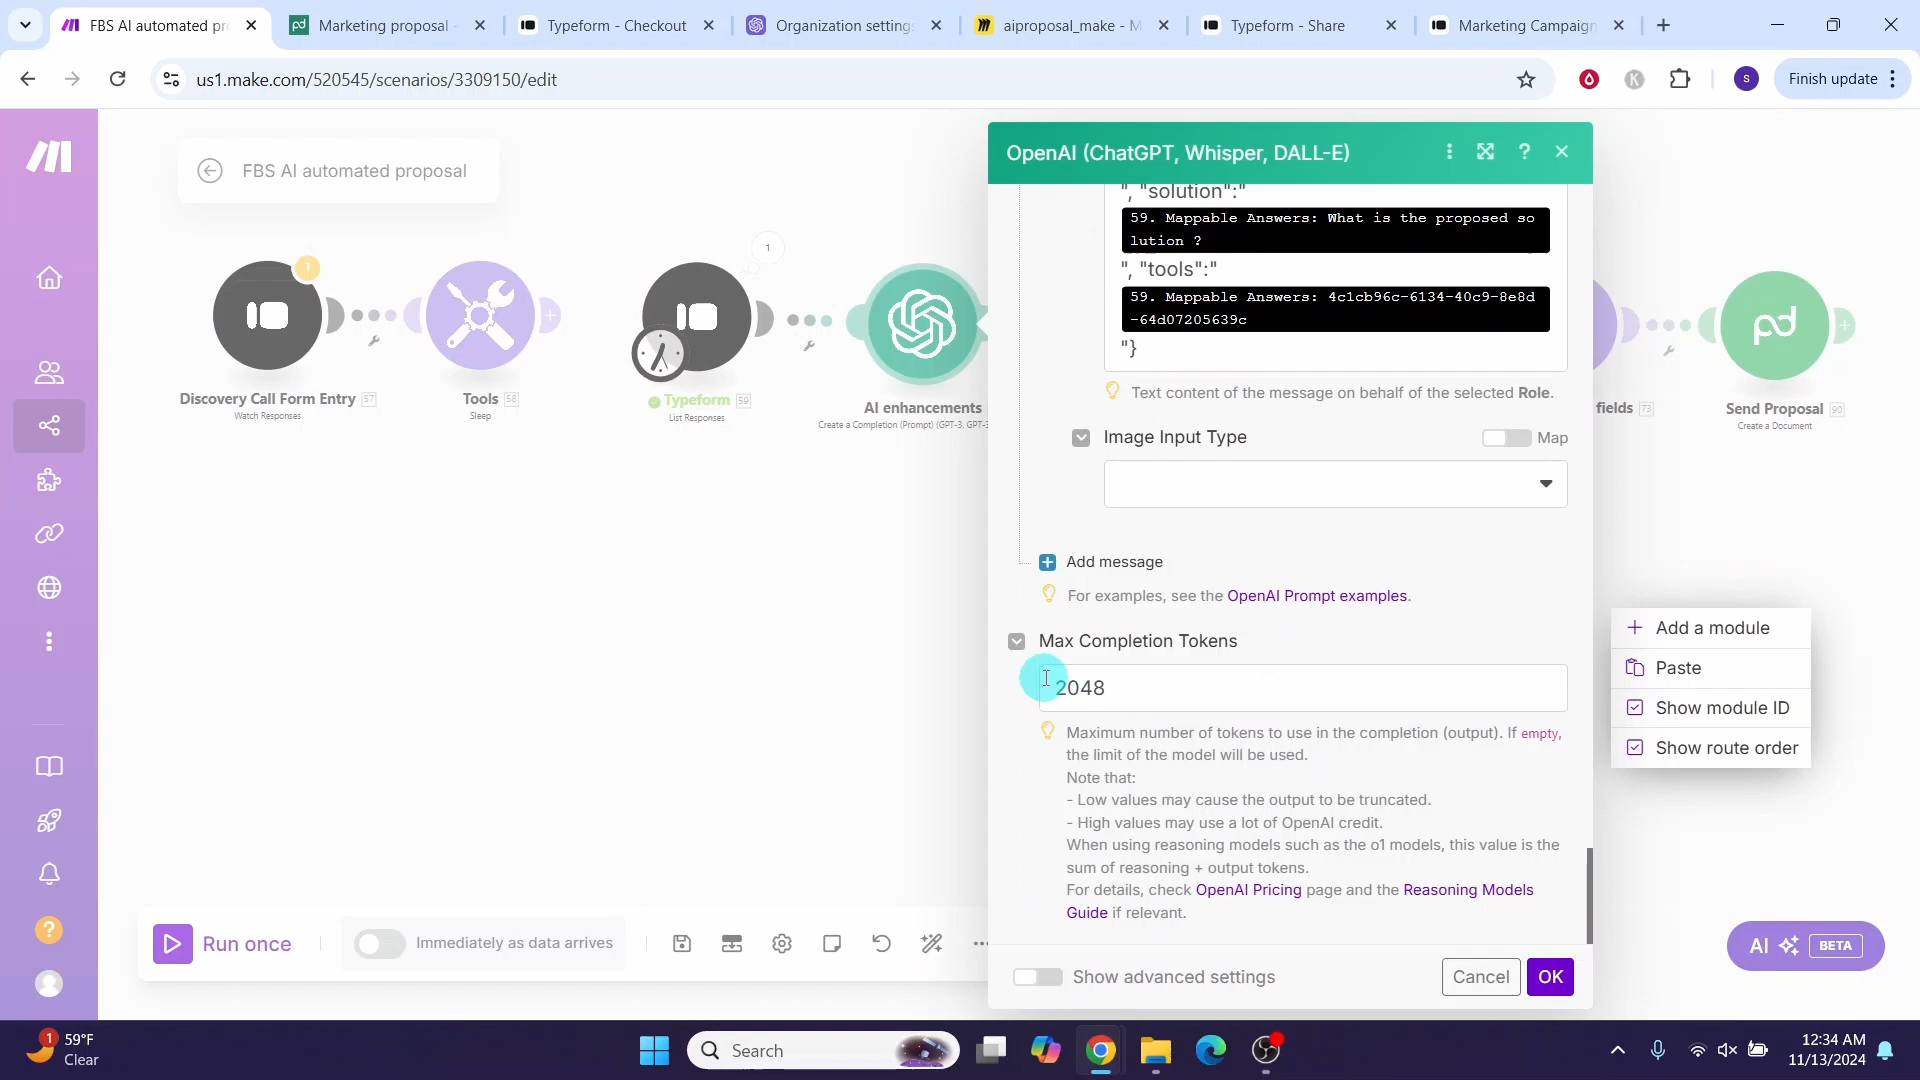 FBS AI automated pr
Marketing proposal -
Typeform - Checkout
Organization settings
aiproposal_make - M
Typeform - Share
Marketing Campaign
us1.make.com/520545/scenarios/3309150/edit
K
s
Finish update
FBS AI automated proposal
1
Discovery Call Form Entry 57
Watch Responses
Tools 58
Sleep
1
Typeform 59
List Responses
AI enhancements
Create a Completion (Prompt) (GPT-3, GPT-3
OpenAI (ChatGPT, Whisper, DALL-E)
?
", "solution":"
59. Mappable Answers: What is the proposed so
lution ?
", "tools":"
59. Mappable Answers: 4c1cb96c-6134-40c9-8e8d
-64d07205639c
"}
Text content of the message on behalf of the selected Role.
Image Input Type
Map
Add message
For examples, see the OpenAI Prompt examples.
Max Completion Tokens
2048
Maximum number of tokens to use in the completion (output). If empty,
the limit of the model will be used.
Note that:
- Low values may cause the output to be truncated.
- High values may use a lot of OpenAI credit.
When using reasoning models such as the o1 models, this value is the
sum of reasoning + output tokens.
For details, check OpenAI Pricing page and the Reasoning Models
Guide if relevant.
Show advanced settings
Cancel
OK
pd
fields 73
Send Proposal 90
Create a Document
Add a module
Paste
Show module ID
Show route order
Run once
Immediately as data arrives
AI
BETA
?
1
59°F
Clear
Search
12:34 AM
11/13/2024